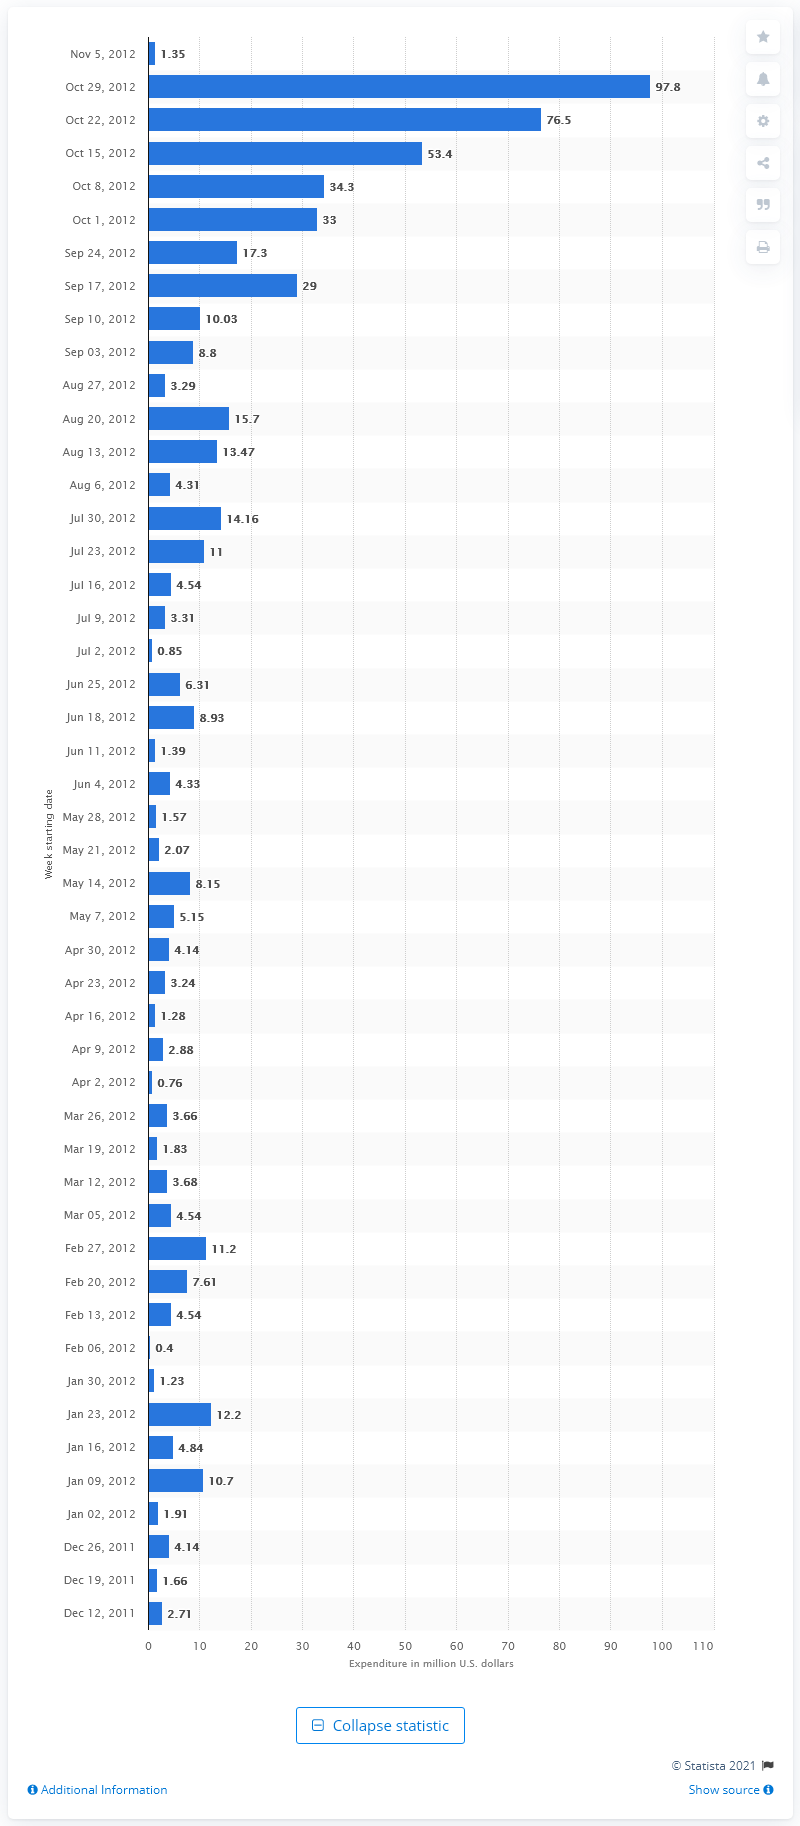 Nov 5, 2012 1.35
Oct 29, 2012 97.8
Oct 22, 2012 76.5
Oct 15, 2012 53.4
Oct 8, 2012 34.3
Oct 1, 2012 33
Sep 24, 2012 17.3
Sep 17, 2012 29
Sep 10, 2012 10.03
Sep 03, 2012 8.8
Aug 27, 2012 3.29
Aug 20, 2012 15.7
Aug 13, 2012 13.47
Aug 6, 2012 4.31
Jul 30, 2012 14.16
Jul 23, 2012 11
Jul 16, 2012 4.54
Jul 9, 2012 3.31
Jul 2, 2012 0.85
Jun 25, 2012 6.31
Jun 18, 2012 8.93
Jun 11, 2012 1.39
Jun 4, 2012 4.33
May 28, 2012 1.57
May 21, 2012 2.07
May 14, 2012 8.15
May 7, 2012 5.15
Apr 30, 2012 4.14
Apr 23, 2012 3.24
Apr 16, 2012 1.28
Apr 9, 2012 2.88
Apr 2, 2012 0.76
Mar 26, 2012 3.66
Mar 19, 2012 1.83
Mar 12, 2012 3.68
Mar 05, 2012 4.54
Feb 27, 2012 11.2
Feb 20, 2012 7.61
Feb 13, 2012 4.54
Feb 06, 2012 0.4
Jan 30, 2012 1.23
Jan 23, 2012 12.2
Jan 16, 2012 4.84
Jan 09, 2012 10.7
Jan 02, 2012 1.91
Dec 26, 2011 4.14
Dec 19, 2011 1.66
Dec 12, 2011 2.71
Week starting date
0 10 20 30 40 50 60 70 80 90 100 110
Expenditure in million U.S. dollars
Collapse statistic
© Statista 2021
Additional Information
Show source